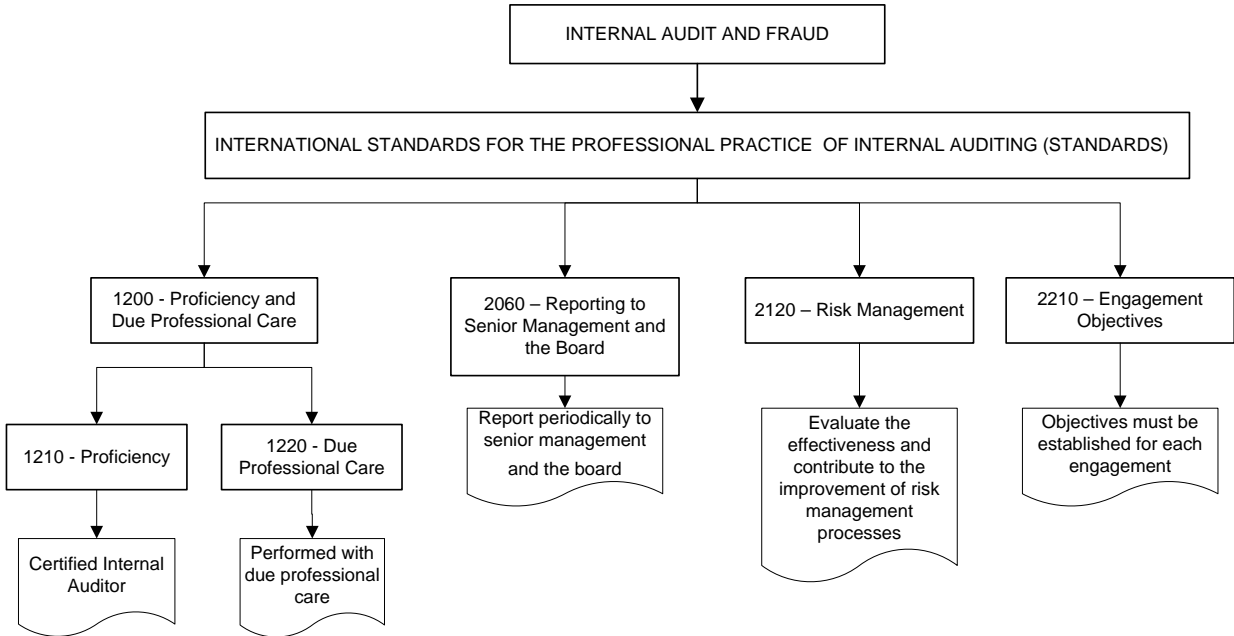 INTERNAL AUDIT AND FRAUD
INTERNATIONAL STANDARDS FOR THE PROFESSIONAL PRACTICE OF INTERNAL AUDITING (STANDARDS)
1200 - Proficiency and
Due Professional Care
2060 – Reporting to
Senior Management and
the Board
2120 – Risk Management
2210 – Engagement
Objectives
1210 - Proficiency
1220 - Due
Professional Care
Report periodically to
senior management
and the board
Evaluate the
effectiveness and
contribute to the
improvement of risk
management
processes
Objectives must be
established for each
engagement
Certified Internal
Auditor
Performed with
due professional
care